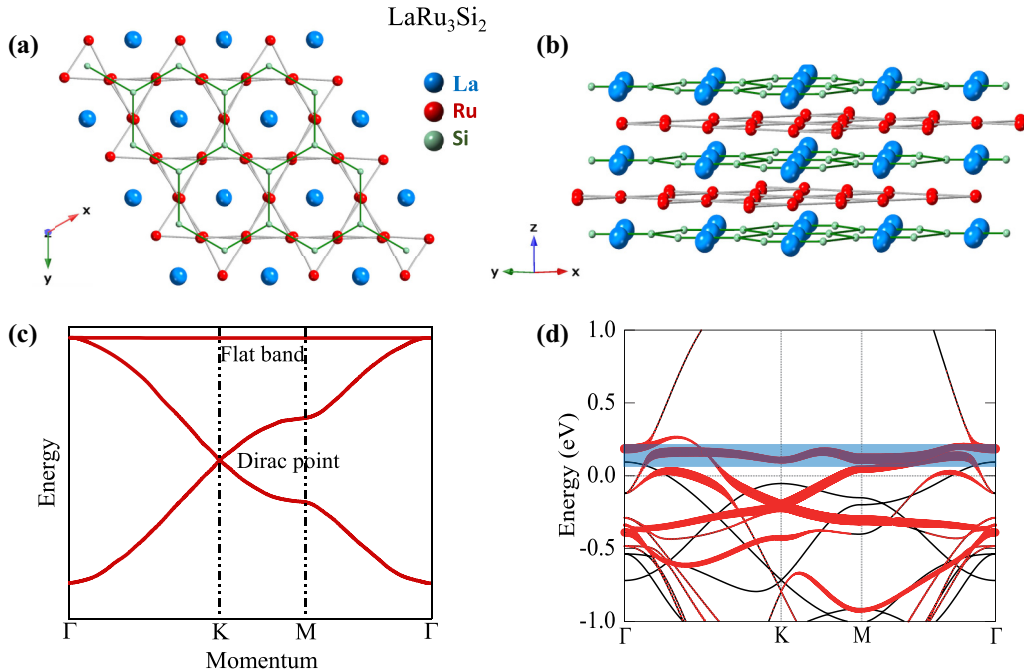 LaRu₃Si₂
(a)
La
Ru
Si
x
z
y
(b)
z
y
x
(c)
Flat band
Dirac point
Energy
Γ
K
M
Γ
Momentum
(d)
1.0
0.5
0.0
-0.5
-1.0
Energy (eV)
Γ
K
M
Γ